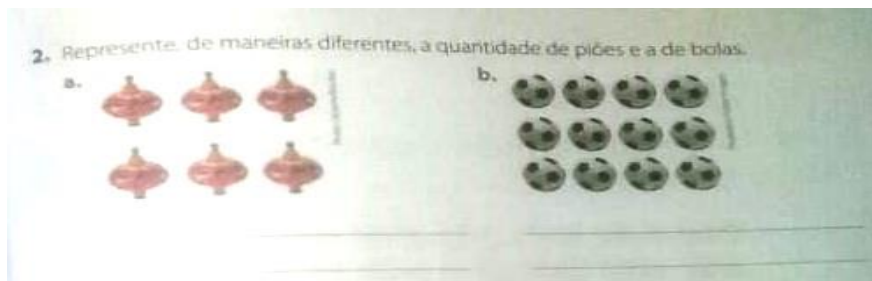 2. Represente, de maneiras diferentes, a quantidade de piões e a de bolas.
a.
b.